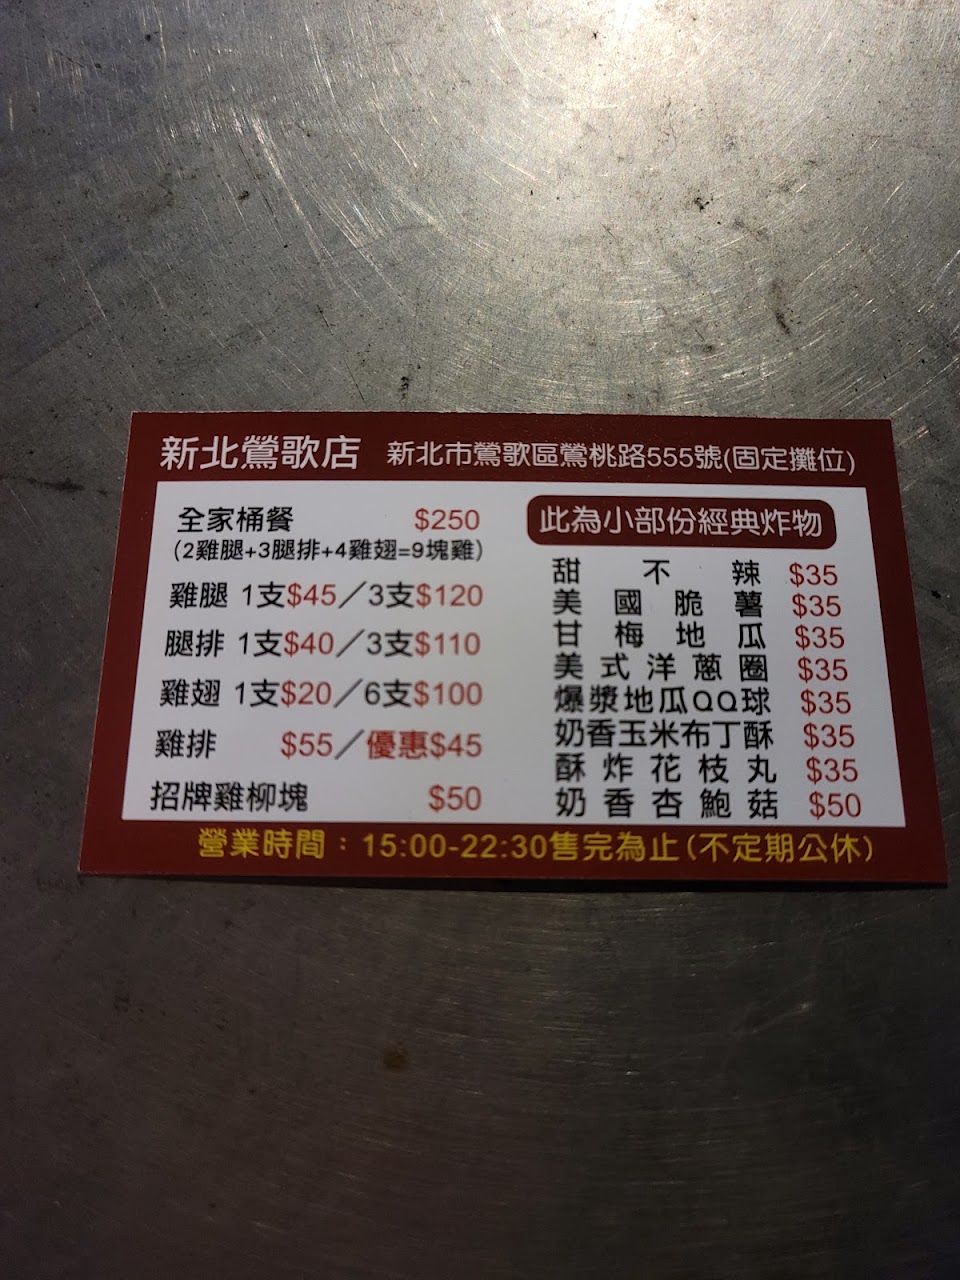 新北鶯歌店 新北市鶯歌區鶯桃路555號(固定攤位)
全家桶餐 $250
(2雞腿+3腿排+4雞翅=9塊雞)
雞腿 1支$45／3支$120
腿排 1支$40／3支$110
雞翅 1支$20／6支$100
雞排 $55／優惠$45
招牌雞柳塊 $50
此為小部份經典炸物
甜不辣 $35
美國脆薯 $35
甘梅地瓜 $35
美式洋蔥圈 $35
爆漿地瓜QQ球 $35
奶香玉米布丁酥 $35
酥炸花枝丸 $35
奶香杏鮑菇 $50
營業時間：15:00-22:30售完為止(不定期公休)